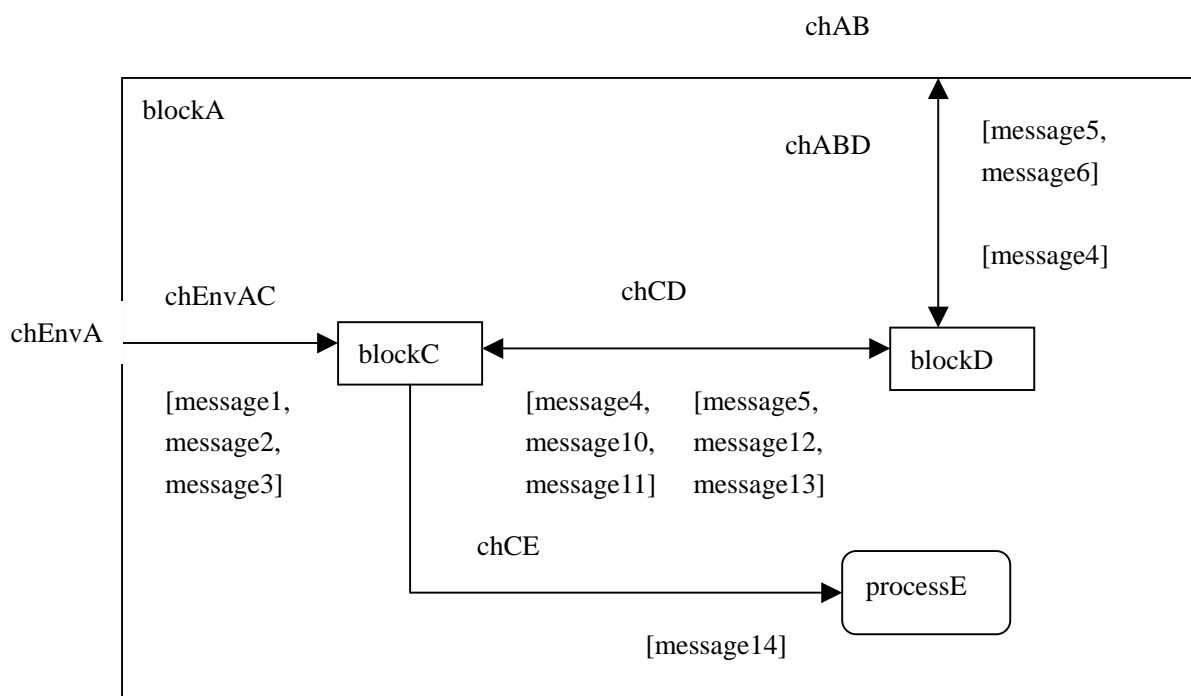 chAB
blockA
chABD
[message5,
message6]
[message4]
chEnvAC
chCD
chEnvA
blockC
blockD
[message1,
message2,
message3]
[message4,
message10,
message11]
[message5,
message12,
message13]
chCE
processE
[message14]